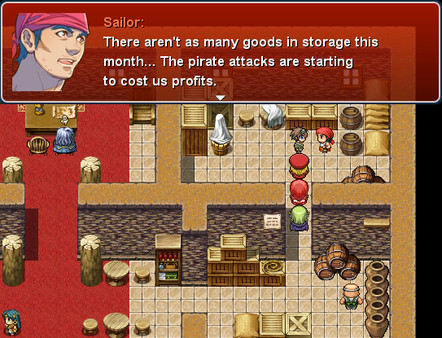 Sailor:
There aren't as many goods in storage this
month... The pirate attacks are starting
to cost us profits.